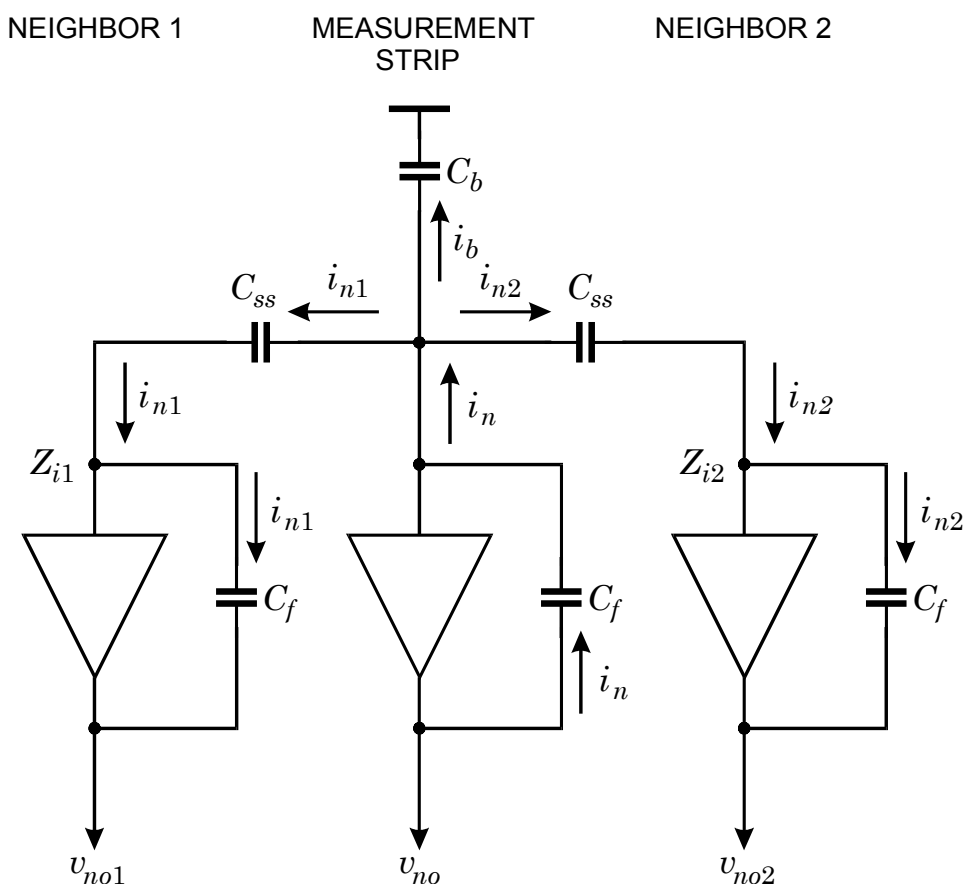 NEIGHBOR 1
MEASUREMENT
STRIP
NEIGHBOR 2
C_b
i_b
C_ss
i_n1
i_n2
C_ss
i_n1
i_n
i_n2
Z_i1
Z_i2
i_n1
i_n2
C_f
C_f
C_f
i_n
v_no1
v_no
v_no2